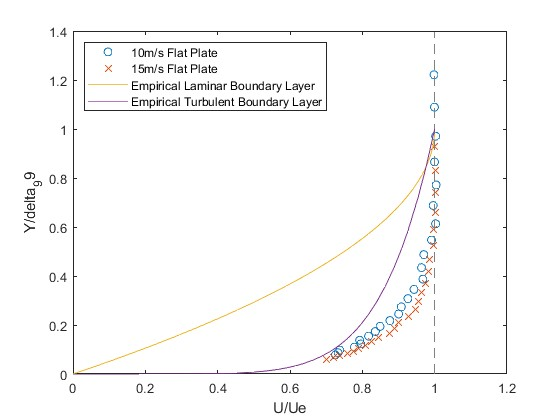 1.4
10m/s Flat Plate
15m/s Flat Plate
Empirical Laminar Boundary Layer
Empirical Turbulent Boundary Layer
1.2
1
0.8
0.6
0.4
0.2
0
Y/delta_99
0
0.2
0.4
0.6
0.8
1
1.2
U/Ue